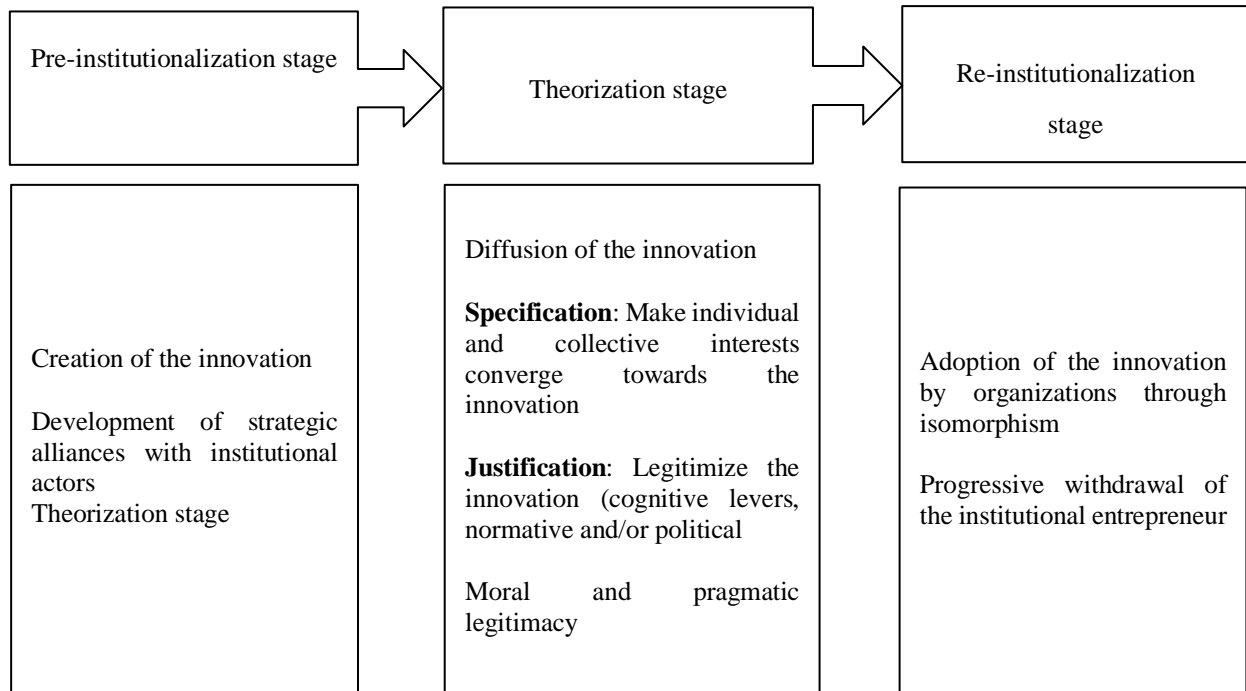 Pre-institutionalization stage
Theorization stage
Re-institutionalization
stage
Creation of the innovation
Development of strategic
alliances with institutional
actors
Theorization stage
Diffusion of the innovation
Specification: Make individual
and collective interests
converge towards the
innovation
Justification: Legitimize the
innovation (cognitive levers,
normative and/or political
Moral and pragmatic
legitimacy
Adoption of the innovation
by organizations through
isomorphism
Progressive withdrawal of
the institutional entrepreneur